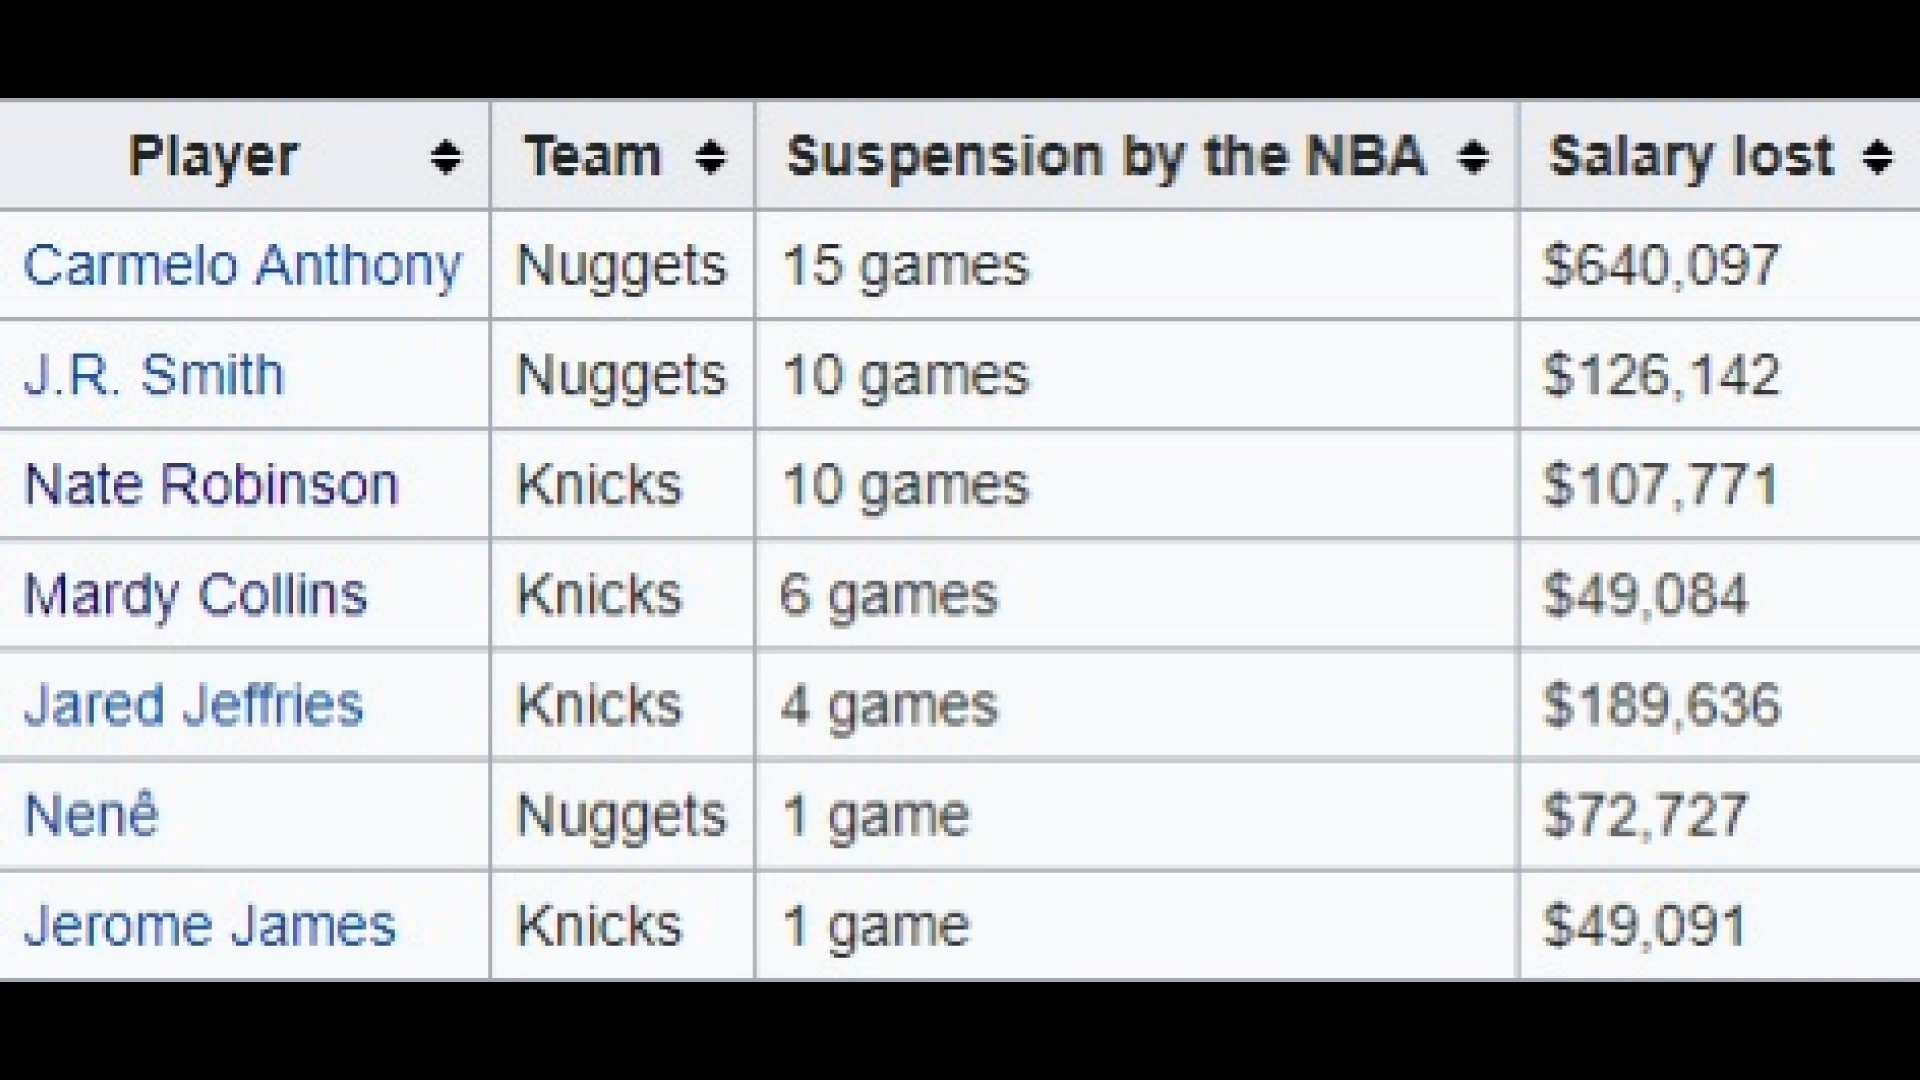 Player Team Suspension by the NBA Salary lost
Carmelo Anthony Nuggets 15 games $640,097
J.R. Smith Nuggets 10 games $126,142
Nate Robinson Knicks 10 games $107,771
Mardy Collins Knicks 6 games $49,084
Jared Jeffries Knicks 4 games $189,636
Nenê Nuggets 1 game $72,727
Jerome James Knicks 1 game $49,091